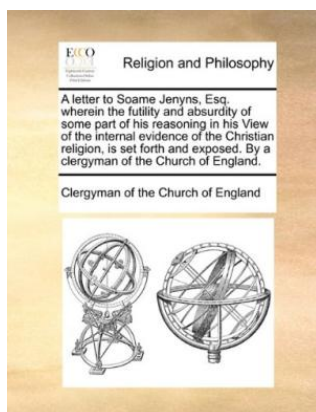 ECCO
Religion and Philosophy
A letter to Soame Jenyns, Esq.
wherein the futility and absurdity of
some part of his reasoning in his View
of the internal evidence of the Christian
religion, is set forth and exposed. By a
clergyman of the Church of England.
Clergyman of the Church of England